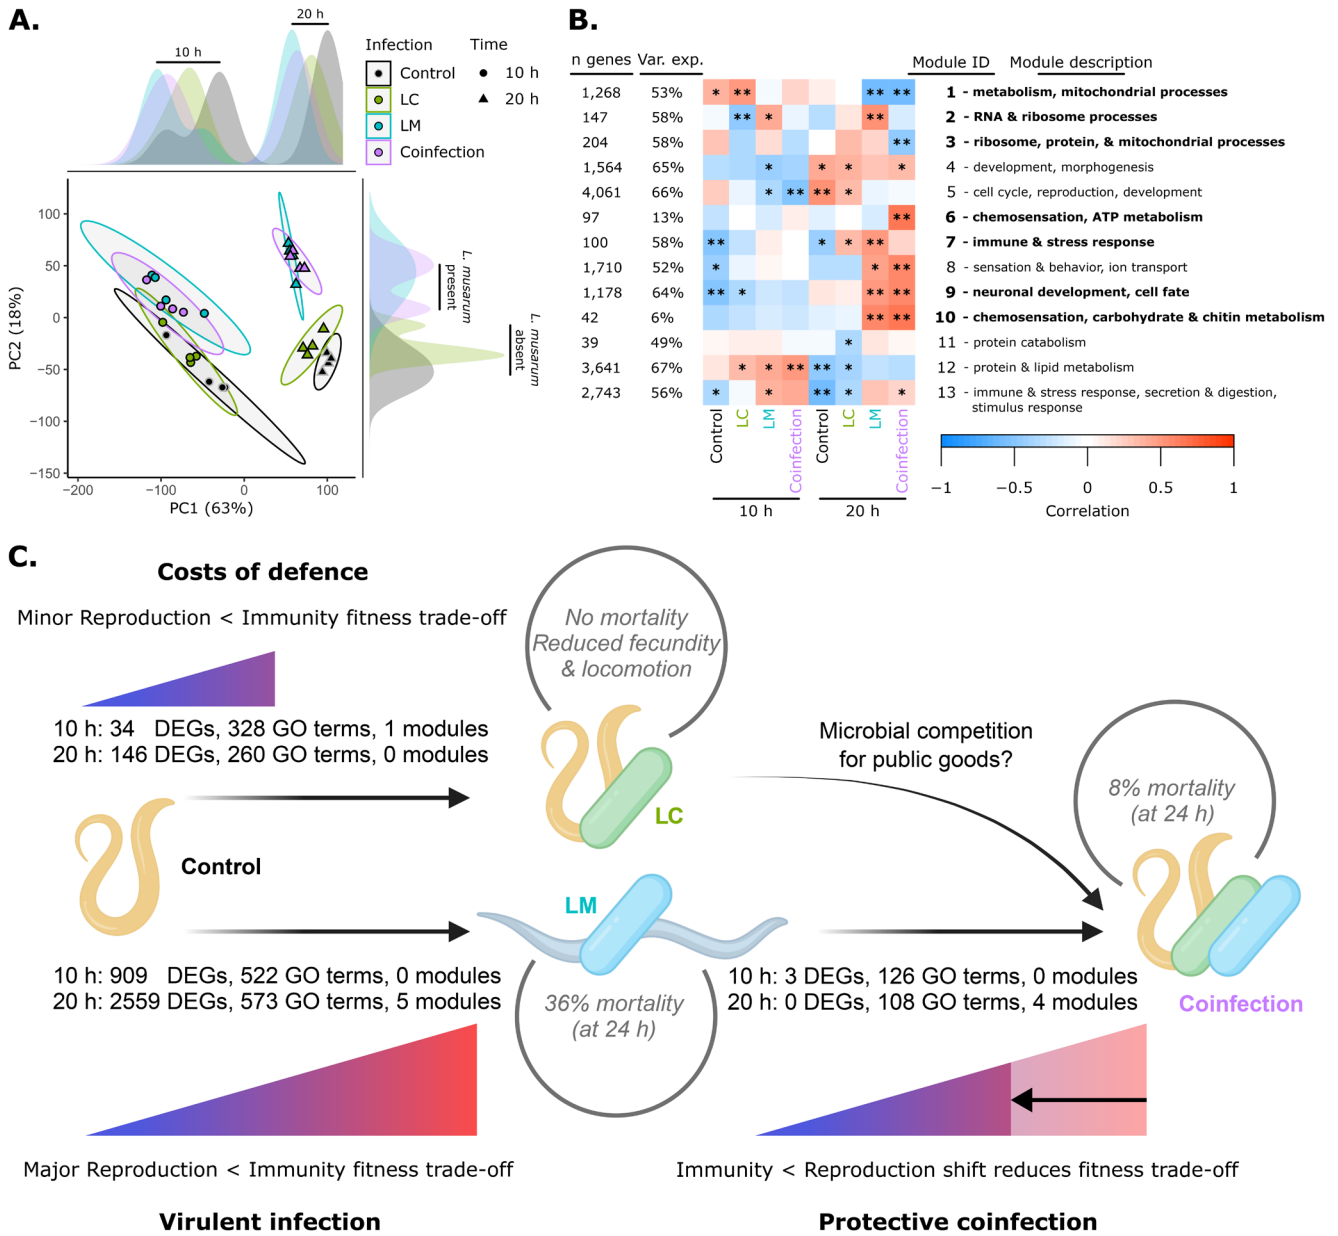 A.
20 h
10 h
Infection
Control
LC
LM
Coinfection
Time
10 h
20 h
PC2 (18%)
100
50
0
−50
−100
−150
−200
−100
0
100
PC1 (63%)
L. musarum
present
L. musarum
absent
B.
n genes Var. exp. Module ID Module description
1,268 53% * ** ** ** 1 - metabolism, mitochondrial processes
147 58% ** * ** 2 - RNA & ribosome processes
204 58% ** 3 - ribosome, protein, & mitochondrial processes
1,564 65% * * * * 4 - development, morphogenesis
4,061 66% * ** ** * 5 - cell cycle, reproduction, development
97 13% ** 6 - chemosensation, ATP metabolism
100 58% ** * * ** 7 - immune & stress response
1,710 52% * * ** 8 - sensation & behavior, ion transport
1,178 64% ** * ** ** 9 - neuronal development, cell fate
42 6% ** ** 10 - chemosensation, carbohydrate & chitin metabolism
39 49% * 11 - protein catabolism
3,641 67% * * ** ** * 12 - protein & lipid metabolism
2,743 56% * * ** * * 13 - immune & stress response, secretion & digestion,
stimulus response
Control
LC
LM
Coinfection
Control
LC
LM
Coinfection
10 h
20 h
−1
−0.5
0
0.5
1
Correlation
C.
Costs of defence
Minor Reproduction < Immunity fitness trade-off
10 h: 34 DEGs, 328 GO terms, 1 modules
20 h: 146 DEGs, 260 GO terms, 0 modules
No mortality
Reduced fecundity
& locomotion
LC
Control
LM
10 h: 909 DEGs, 522 GO terms, 0 modules
20 h: 2559 DEGs, 573 GO terms, 5 modules
36% mortality
(at 24 h)
Major Reproduction < Immunity fitness trade-off
Virulent infection
Microbial competition
for public goods?
8% mortality
(at 24 h)
Coinfection
10 h: 3 DEGs, 126 GO terms, 0 modules
20 h: 0 DEGs, 108 GO terms, 4 modules
Immunity < Reproduction shift reduces fitness trade-off
Protective coinfection